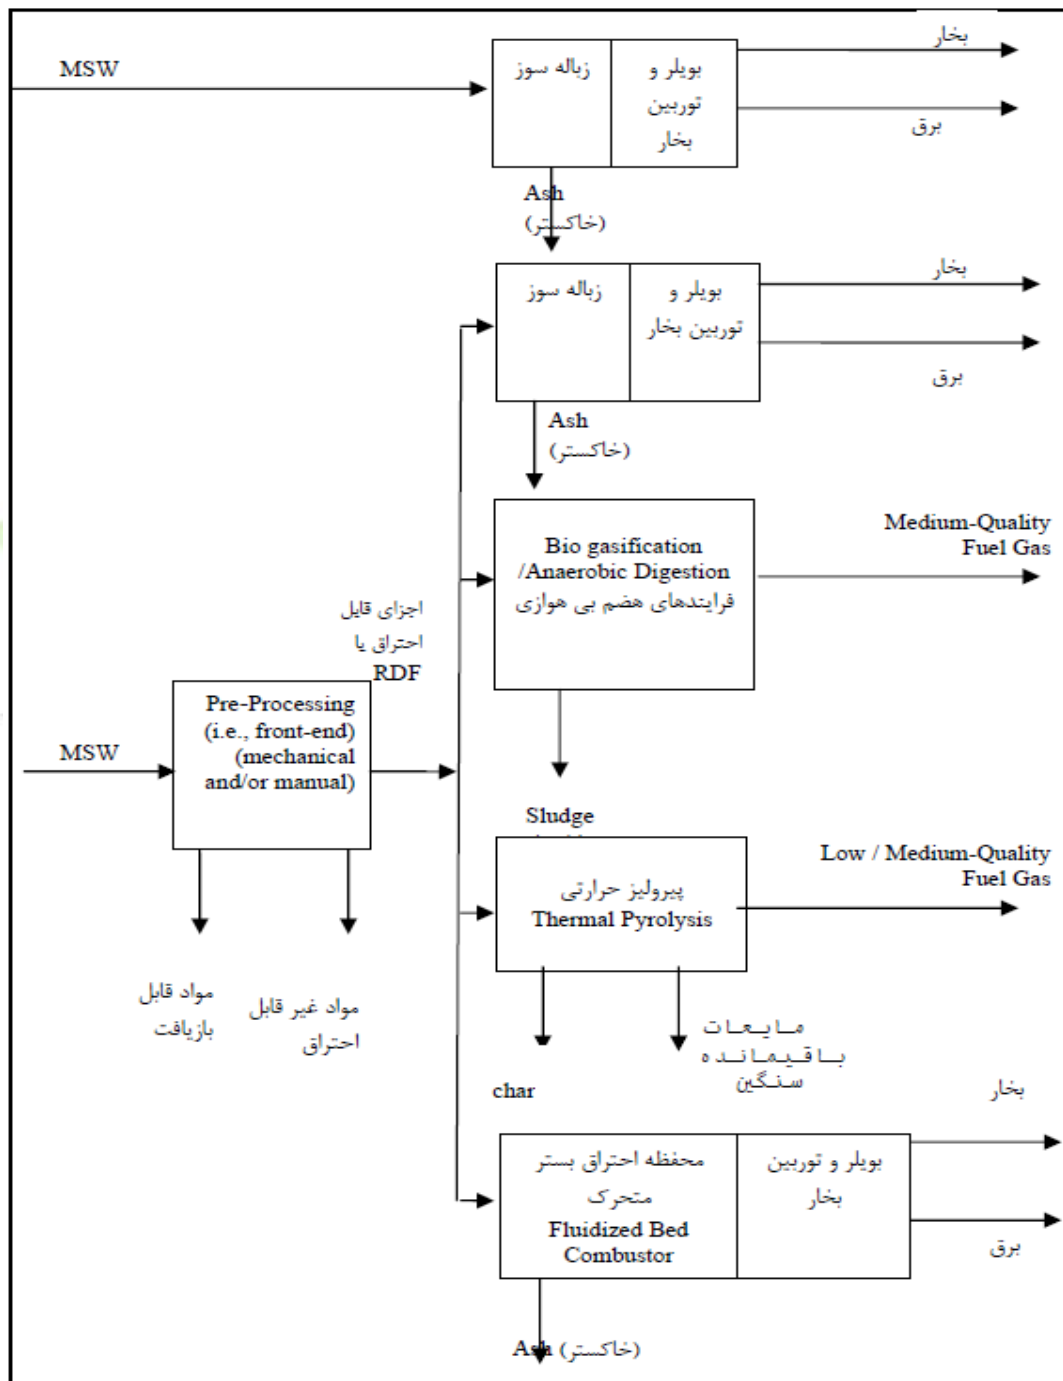 MSW
زباله سوز
بویلر و
توربین
بخار
بخار
برق
Ash
(خاکستر)
زباله سوز
بویلر و
توربین بخار
بخار
برق
Ash
(خاکستر)
Bio gasification
/Anaerobic Digestion
فرایندهای هضم بی هوازی
Medium-Quality
Fuel Gas
اجزای قایل
احتراق یا
RDF
MSW
Pre-Processing
(i.e., front-end)
(mechanical
and/or manual)
مواد قابل
بازیافت
مواد غیر قابل
احتراق
Sludge
پیرولیز حرارتی
Thermal Pyrolysis
Low / Medium-Quality
Fuel Gas
char
مایعات
باقیمانده
سنگین
محفظه احتراق بستر
متحرک
Fluidized Bed
Combustor
بویلر و توربین
بخار
بخار
برق
Ash (خاکستر)